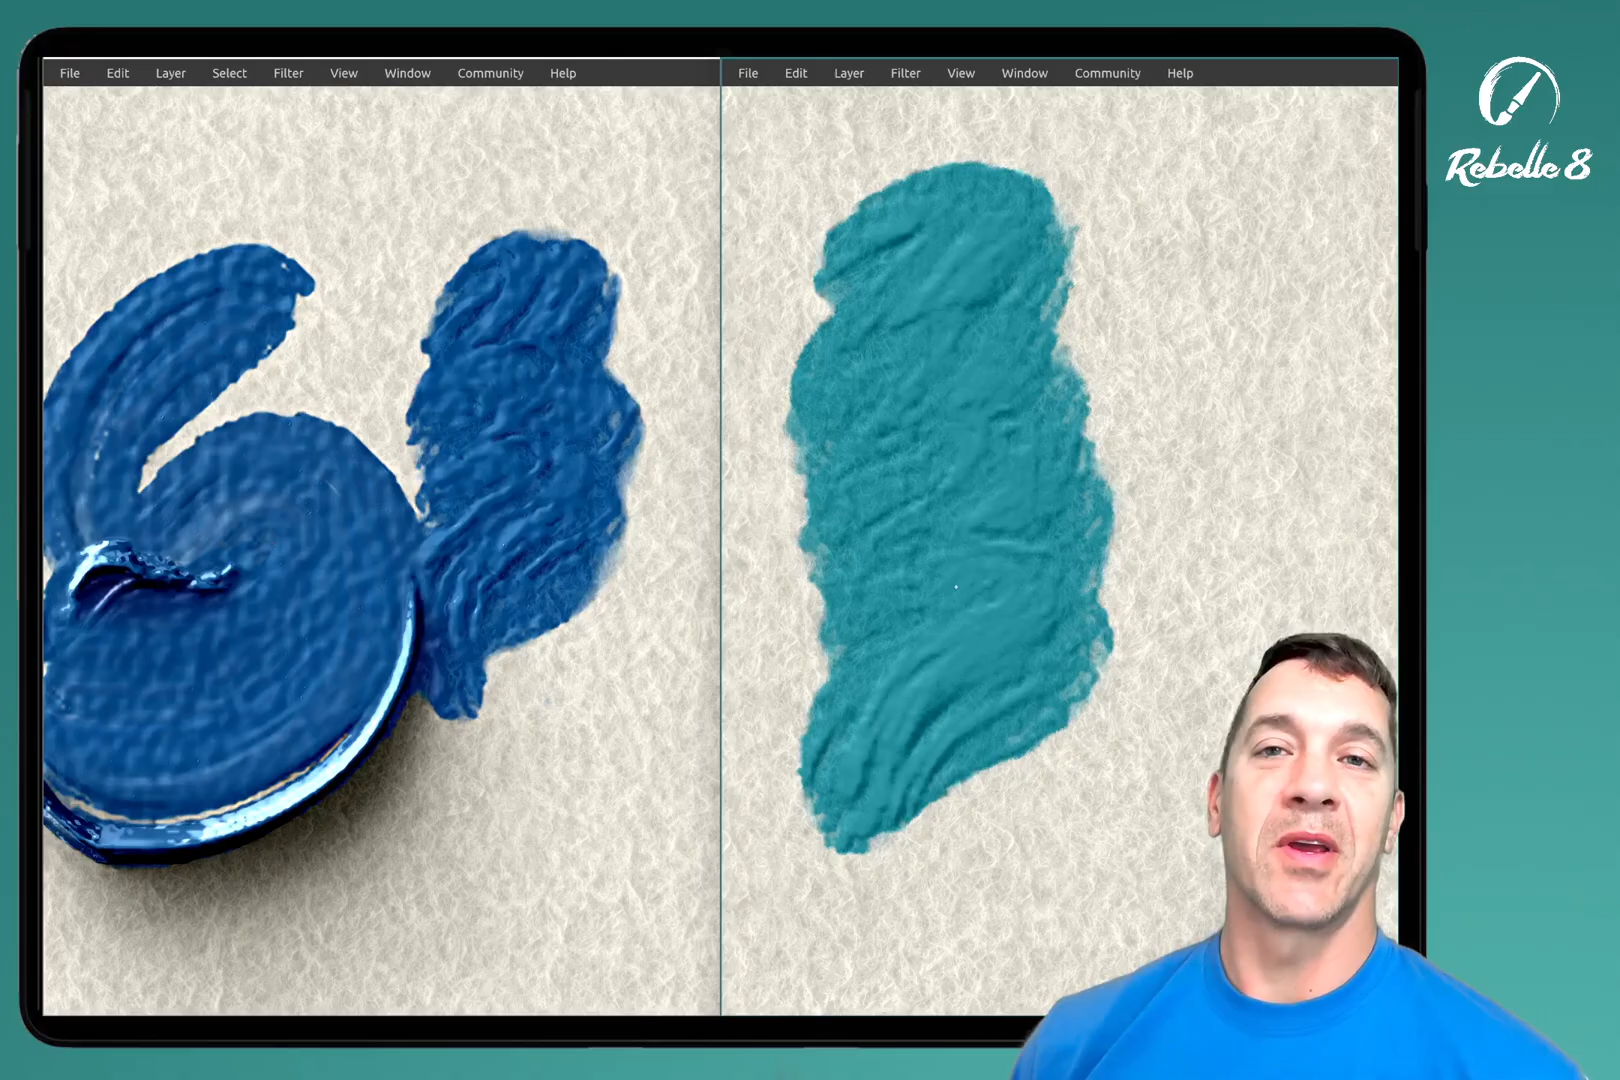 File Edit Layer Select Filter View Window Community Help
File Edit Layer Filter View Window Community Help
Rebelle 8